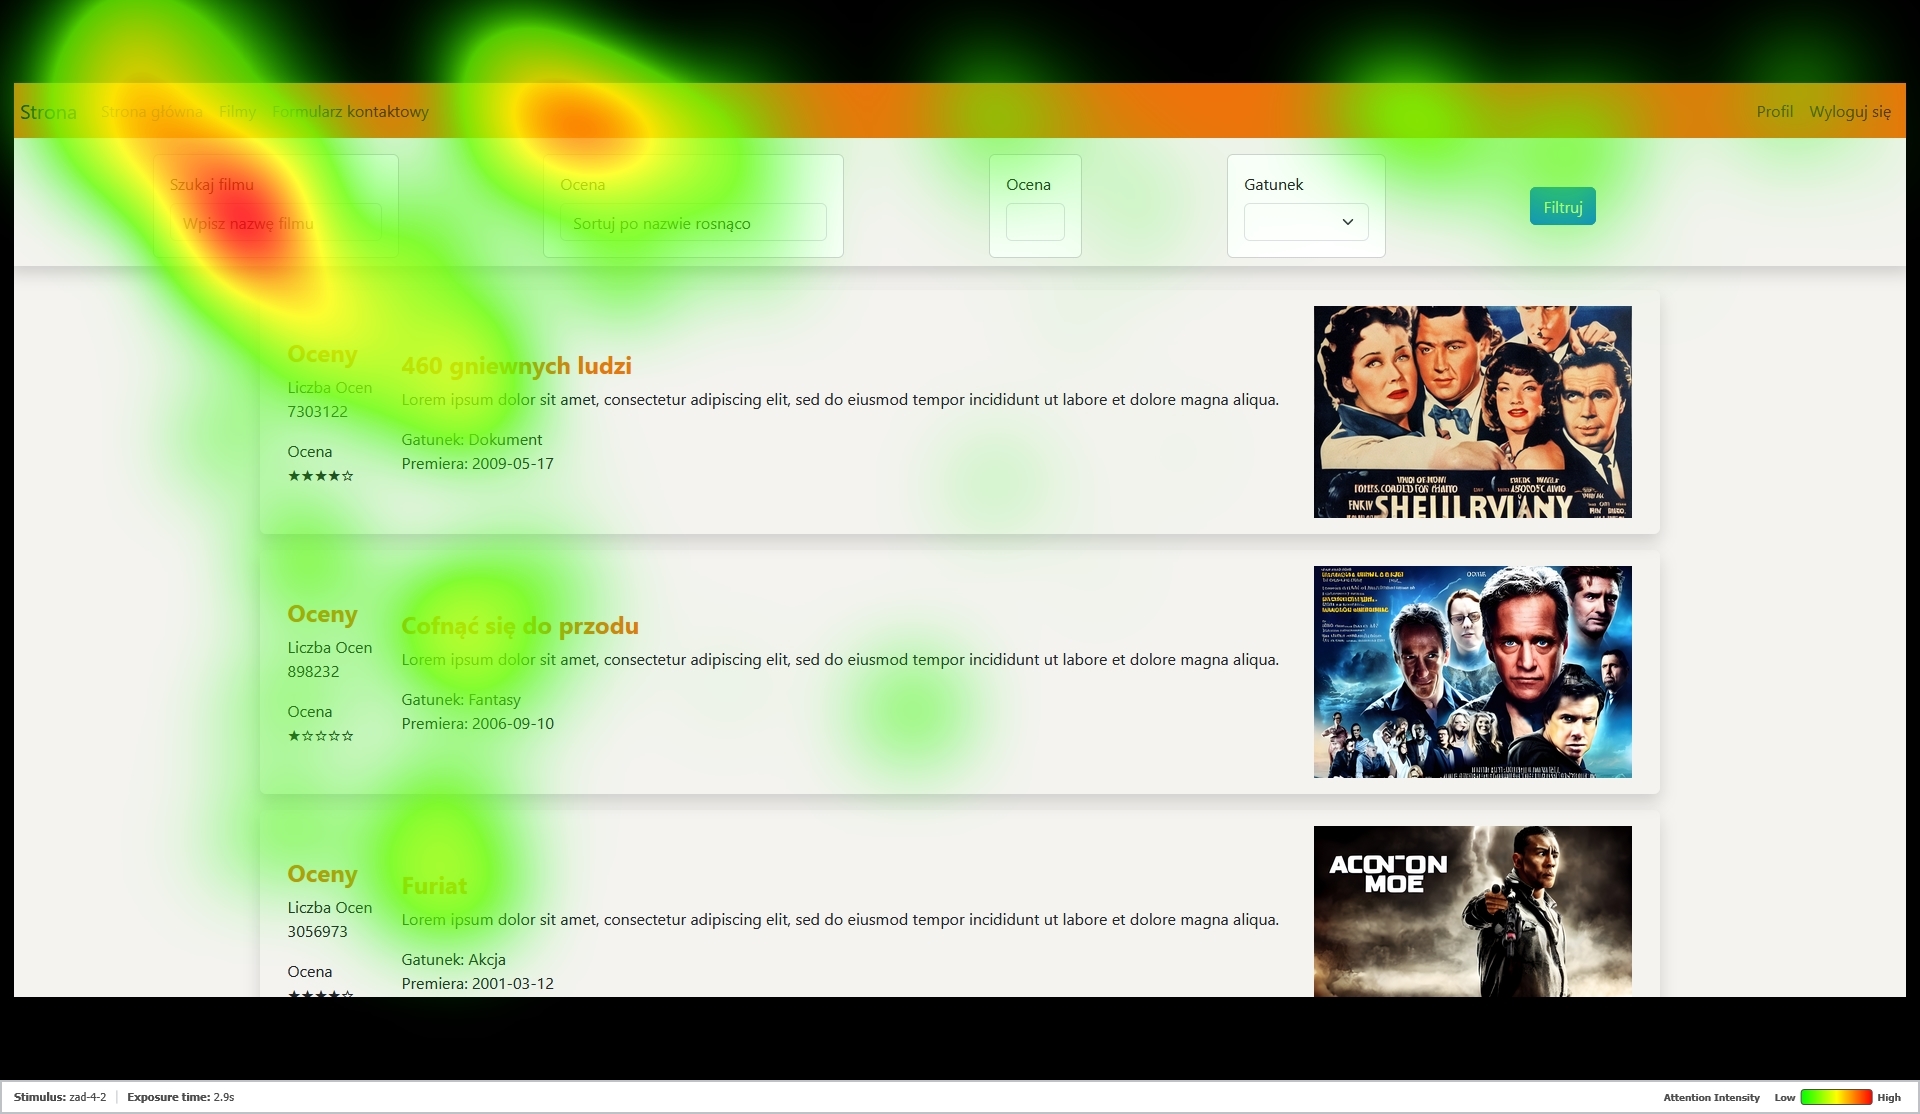 Strona Strona główna Filmy Formularz kontaktowy Profil Wyloguj się
Szukaj filmu
Wpisz nazwę filmu
Ocena
Sortuj po nazwie rosnąco
Ocena
Gatunek
Filtruj
Oceny
Liczba Ocen
7303122
Ocena
★★★★☆
460 gniewnych ludzi
Lorem ipsum dolor sit amet, consectetur adipiscing elit, sed do eiusmod tempor incididunt ut labore et dolore magna aliqua.
Gatunek: Dokument
Premiera: 2009-05-17
SHEULRVIANY
Oceny
Liczba Ocen
898232
Ocena
★☆☆☆☆
Cofnąć się do przodu
Lorem ipsum dolor sit amet, consectetur adipiscing elit, sed do eiusmod tempor incididunt ut labore et dolore magna aliqua.
Gatunek: Fantasy
Premiera: 2006-09-10
Oceny
Liczba Ocen
3056973
Ocena
★★★★☆
Furiat
Lorem ipsum dolor sit amet, consectetur adipiscing elit, sed do eiusmod tempor incididunt ut labore et dolore magna aliqua.
Gatunek: Akcja
Premiera: 2001-03-12
ACON"ON
MOE
Stimulus: zad-4-2 | Exposure time: 2.9s
Attention Intensity Low High